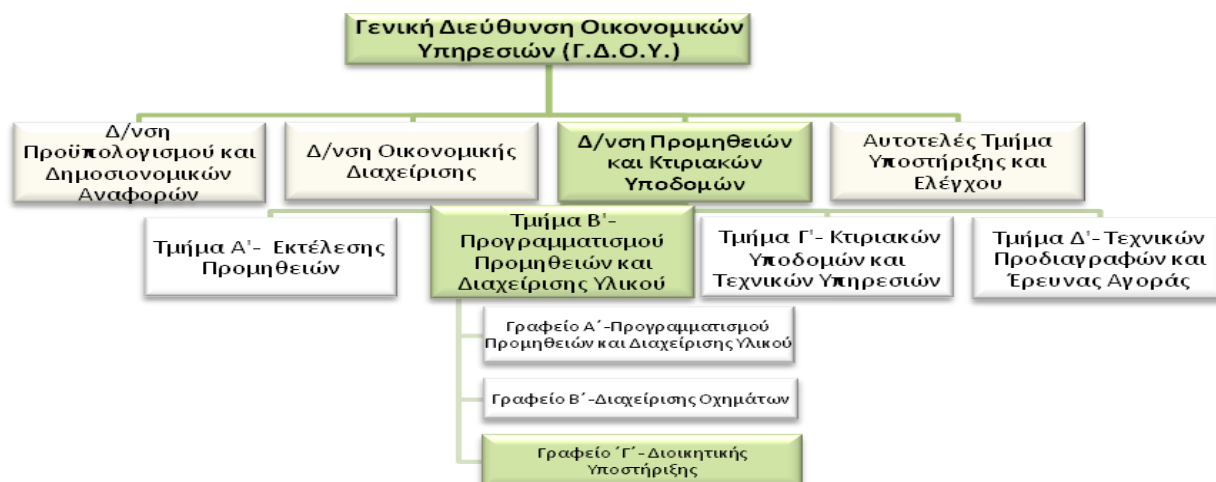 Γενική Διεύθυνση Οικονομικών
Υπηρεσιών (Γ.Δ.Ο.Υ.)
Δ/νση
Προϋπολογισμού και
Δημοσιονομικών
Αναφορών
Δ/νση Οικονομικής
Διαχείρισης
Δ/νση Προμηθειών
και Κτιριακών
Υποδομών
Αυτοτελές Τμήμα
Υποστήριξης και
Ελέγχου
Τμήμα Α'- Εκτέλεσης
Προμηθειών
Τμήμα Β'-
Προγραμματισμού
Προμηθειών και
Διαχείρισης Υλικού
Τμήμα Γ'- Κτιριακών
Υποδομών και
Τεχνικών Υπηρεσιών
Τμήμα Δ'- Τεχνικών
Προδιαγραφών και
Έρευνας Αγοράς
Γραφείο Α΄-Προγραμματισμού
Προμηθειών και Διαχείρισης Υλικού
Γραφείο Β΄-Διαχείρισης Οχημάτων
Γραφείο ΄Γ΄- Διοικητικής
Υποστήριξης